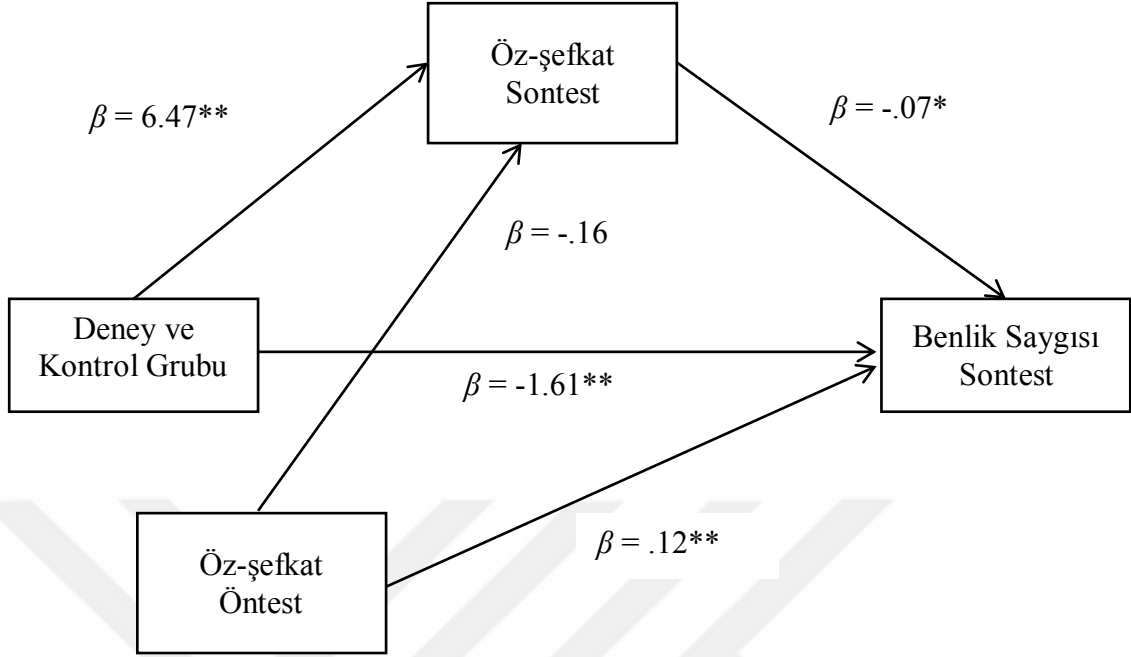 Öz-şefkat
Sontest
β = 6.47**
β = -.07*
β = -.16
Deney ve
Kontrol Grubu
Benlik Saygısı
Sontest
β = -1.61**
β = .12**
Öz-şefkat
Öntest